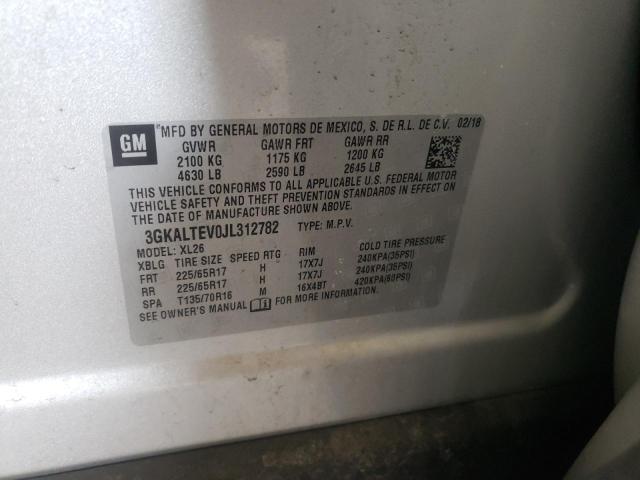 GM
"MFD BY GENERAL MOTORS DE MEXICO, S. DE R.L. DE C.V. 02/18
GVWR GAWR FRT GAWR RR
2100 KG 1175 KG 1200 KG
4630 LB 2590 LB 2645 LB
THIS VEHICLE CONFORMS TO ALL APPLICABLE U.S. FEDERAL MOTOR
VEHICLE SAFETY AND THEFT PREVENTION STANDARDS IN EFFECT ON
THE DATE OF MANUFACTURE SHOWN ABOVE.
3GKALTEV0JL312782 TYPE: M.P.V.
MODEL: XL26
XBLG TIRE SIZE SPEED RTG RIM COLD TIRE PRESSURE
FRT 225/65R17 H 17X7J 240KPA(35PSI)
RR 225/65R17 H 17X7J 240KPA(35PSI)
SPA T135/70R16 M 16X4BT 420KPA(60PSI)
SEE OWNER'S MANUAL FOR MORE INFORMATION.